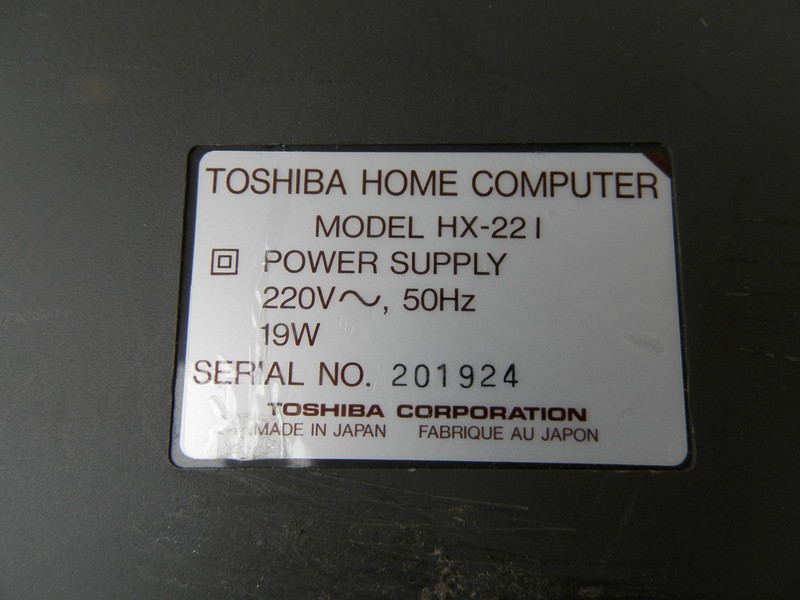 TOSHIBA HOME COMPUTER
MODEL HX-22 I
POWER SUPPLY
220V~, 50Hz
19W
SERIAL NO. 201924
TOSHIBA CORPORATION
MADE IN JAPAN FABRIQUE AU JAPON